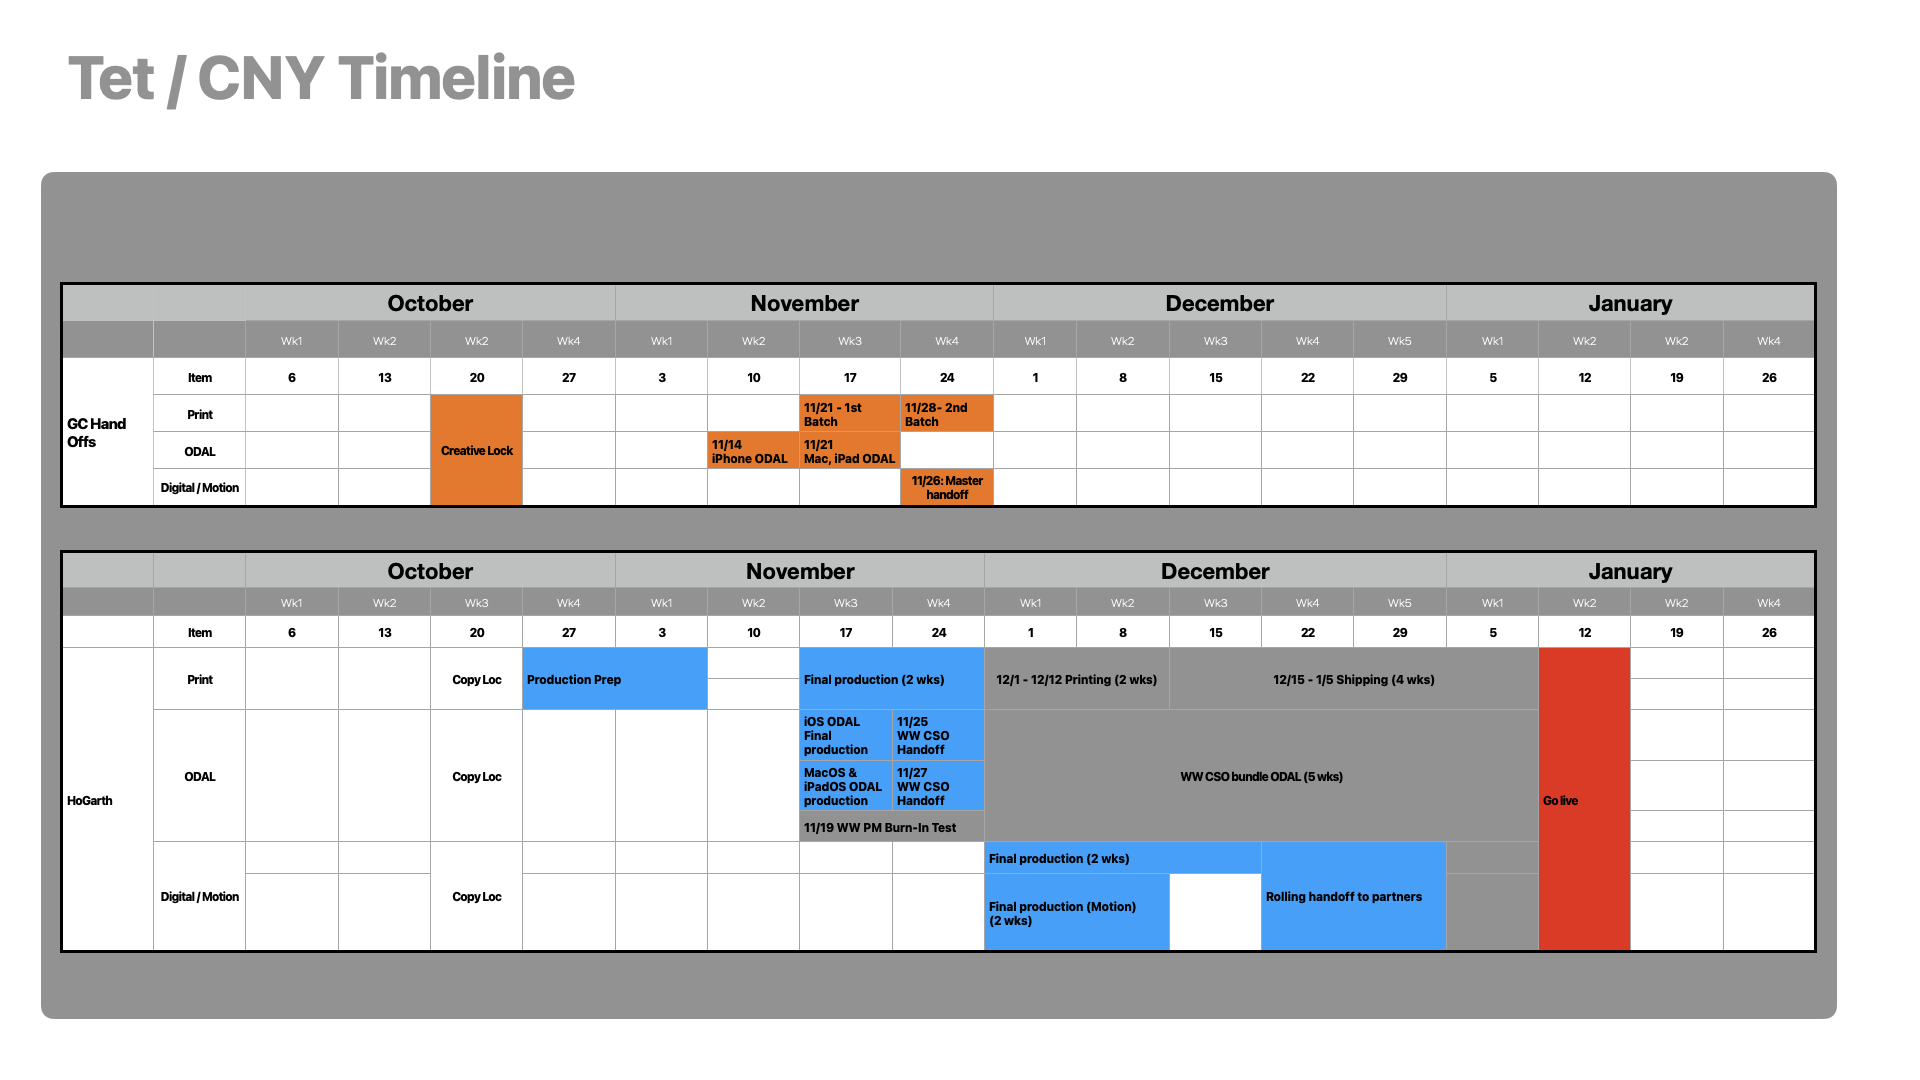 Tet / CNY Timeline
October November December January
Wk1 Wk2 Wk2 Wk4 Wk1 Wk2 Wk3 Wk4 Wk1 Wk2 Wk3 Wk4 Wk5 Wk1 Wk2 Wk2 Wk4
Item 6 13 20 27 3 10 17 24 1 8 15 22 29 5 12 19 26
GC Hand
Offs
Print
11/21 - 1st
Batch
11/28- 2nd
Batch
ODAL
Creative Lock
11/14
iPhone ODAL
11/21
Mac, iPad ODAL
Digital / Motion
11/26: Master
handoff
October November December January
Wk1 Wk2 Wk3 Wk4 Wk1 Wk2 Wk3 Wk4 Wk1 Wk2 Wk3 Wk4 Wk5 Wk1 Wk2 Wk2 Wk4
Item 6 13 20 27 3 10 17 24 1 8 15 22 29 5 12 19 26
HoGarth
Print
Copy Loc
Production Prep
Final production (2 wks)
12/1 - 12/12 Printing (2 wks)
12/15 - 1/5 Shipping (4 wks)
ODAL
Copy Loc
iOS ODAL
Final
production
11/25
WW CSO
Handoff
MacOS &
iPadOS ODAL
production
11/27
WW CSO
Handoff
11/19 WW PM Burn-In Test
WW CSO bundle ODAL (5 wks)
Go live
Digital / Motion
Copy Loc
Final production (2 wks)
Final production (Motion)
(2 wks)
Rolling handoff to partners